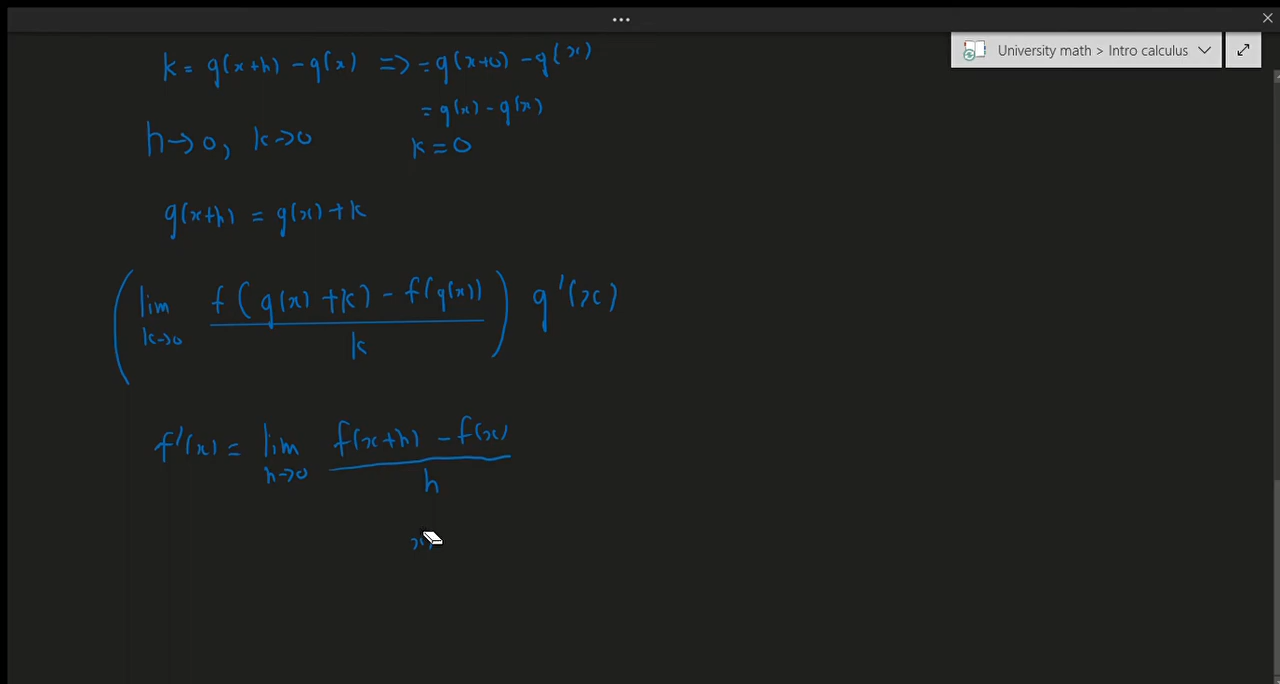 University math > Intro calculus
k = g(x+h) - g(x) => = g(x+0) - g(x)
= g(x) - g(x)
h→0, k→0
k = 0
g(x+h) = g(x) + k
( lim k→0 f(g(x)+k) - f(g(x)) / k ) g'(x)
f'(x) = lim h→0 f(x+h) - f(x) / h